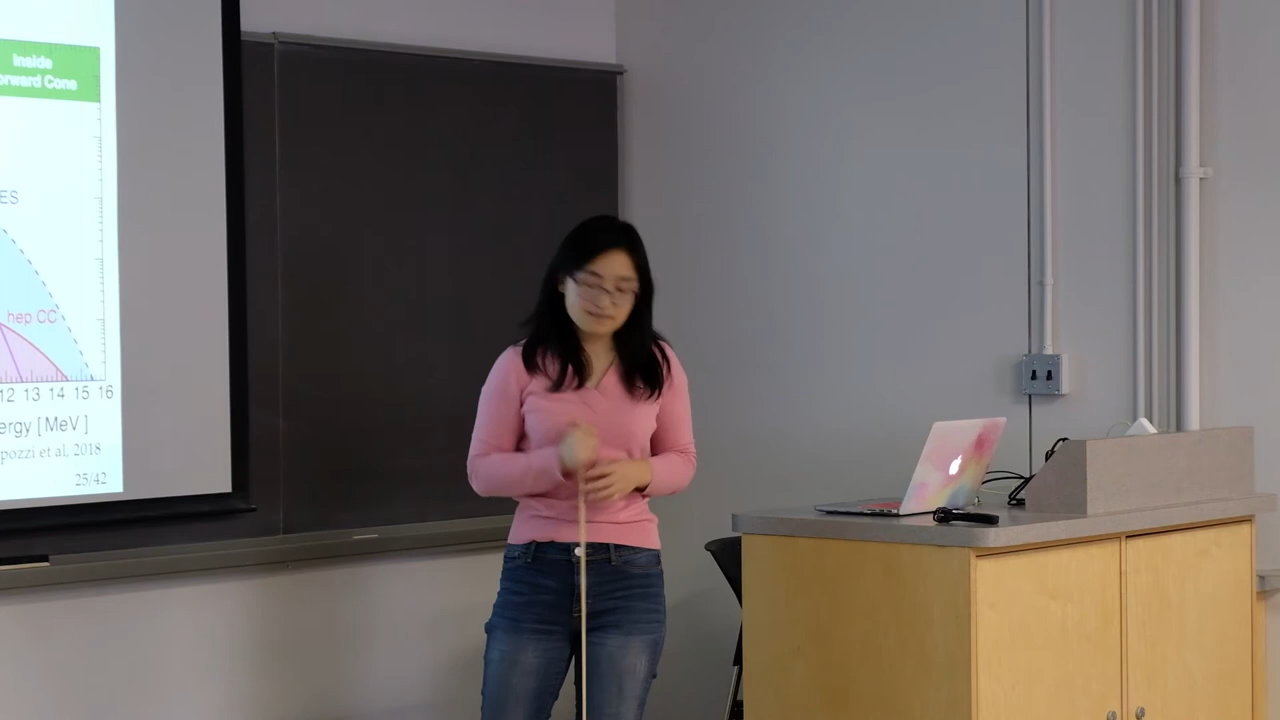 Inside
orward Cone
ES
hep CC
12 13 14 15 16
ergy [ MeV ]
pozzi et al, 2018
25/42